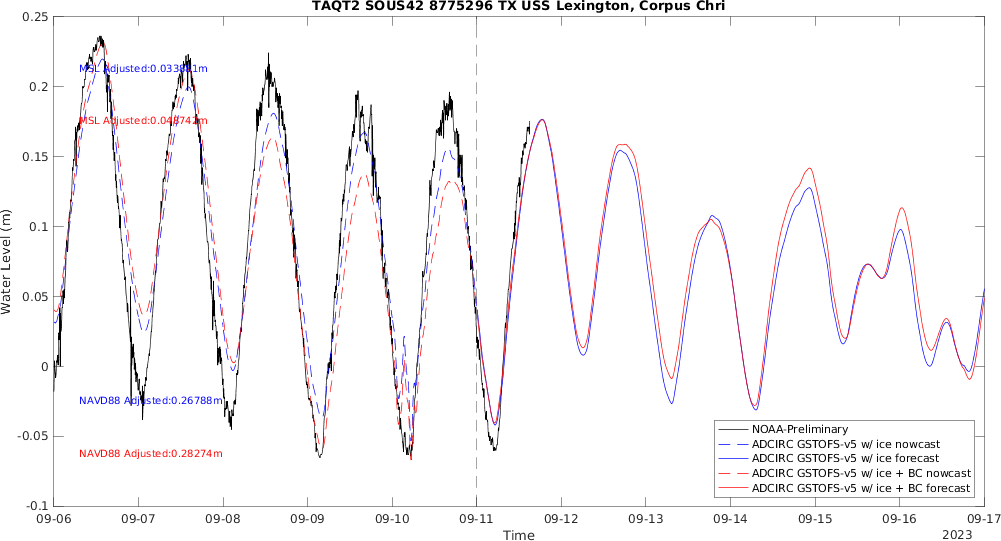 TAQT2 SOUS42 8775296 TX USS Lexington, Corpus Chri
Water Level (m)
0.25
0.2
0.15
0.1
0.05
0
-0.05
-0.1
MSL Adjusted:
MSL Adjusted:
NAVD88 Adjusted:0.26788m
NAVD88 Adjusted:0.28274m
NOAA-Preliminary
ADCIRC GSTOFS-v5 w/ ice nowcast
ADCIRC GSTOFS-v5 w/ ice forecast
ADCIRC GSTOFS-v5 w/ ice + BC nowcast
ADCIRC GSTOFS-v5 w/ ice + BC forecast
09-06 09-07 09-08 09-09 09-10 09-11 09-12 09-13 09-14 09-15 09-16 09-17
Time
2023